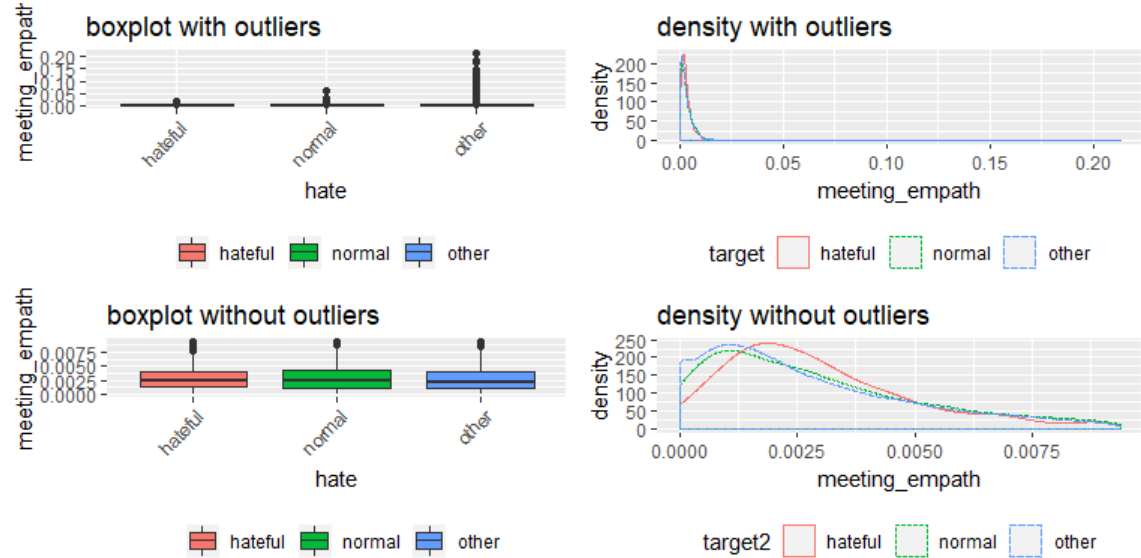 boxplot with outliers
meeting_empath
0.20
0.15
0.10
0.05
0.00
hateful
normal
other
hate
hateful normal other
density with outliers
density
200
150
100
50
0
0.00 0.05 0.10 0.15 0.20
meeting_empath
target hateful normal other
boxplot without outliers
meeting_empath
0.0075
0.0050
0.0025
0.0000
hateful
normal
other
hate
hateful normal other
density without outliers
density
250
200
150
100
50
0
0.0000 0.0025 0.0050 0.0075
meeting_empath
target2 hateful normal other